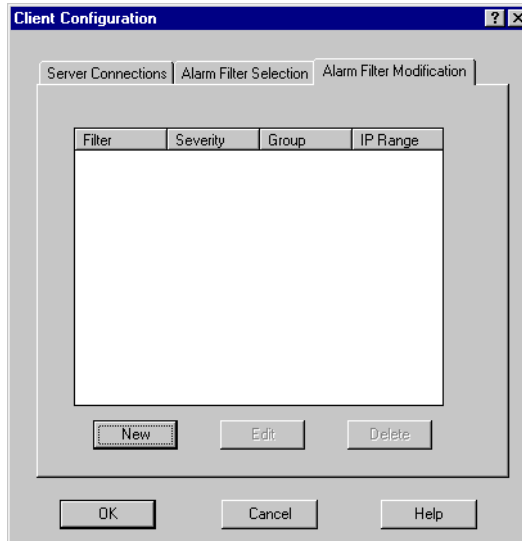 Client Configuration
Server Connections Alarm Filter Selection Alarm Filter Modification
Filter Severity Group IP Range
New Edit Delete
OK Cancel Help